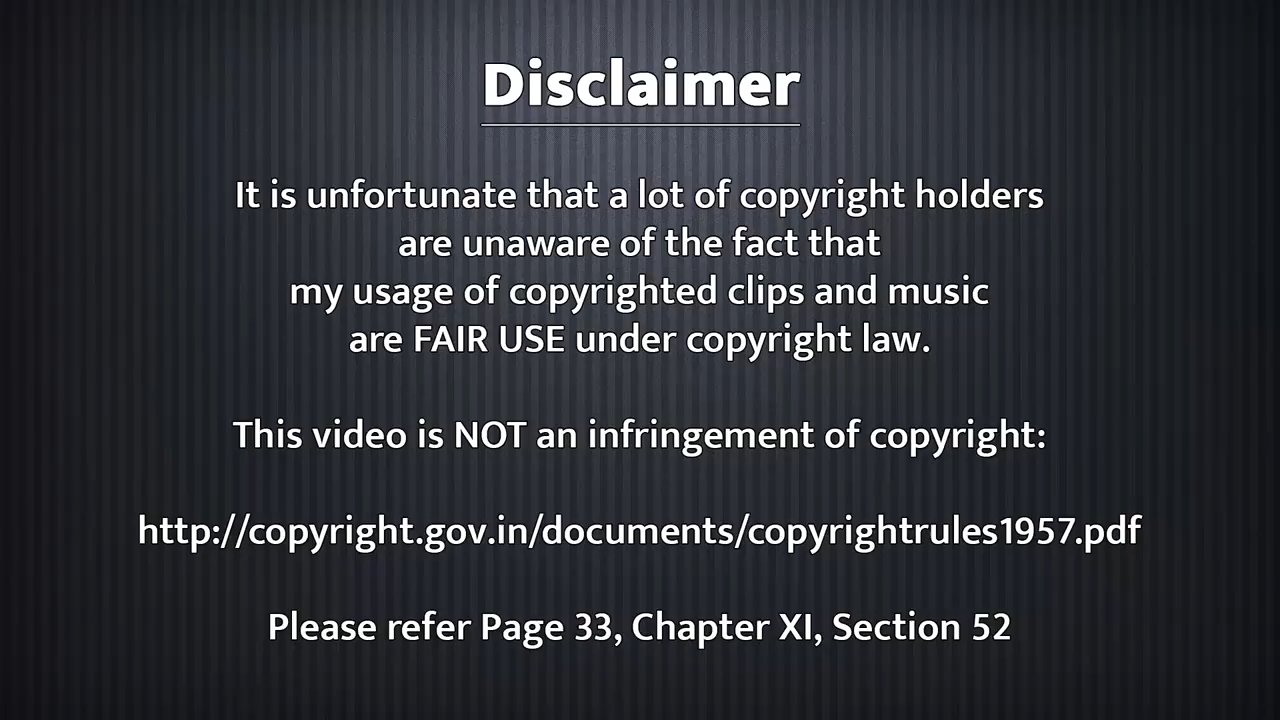 Disclaimer
It is unfortunate that a lot of copyright holders
are unaware of the fact that
my usage of copyrighted clips and music
are FAIR USE under copyright law.
This video is NOT an infringement of copyright:
http://copyright.gov.in/documents/copyrightrules1957.pdf
Please refer Page 33, Chapter XI, Section 52